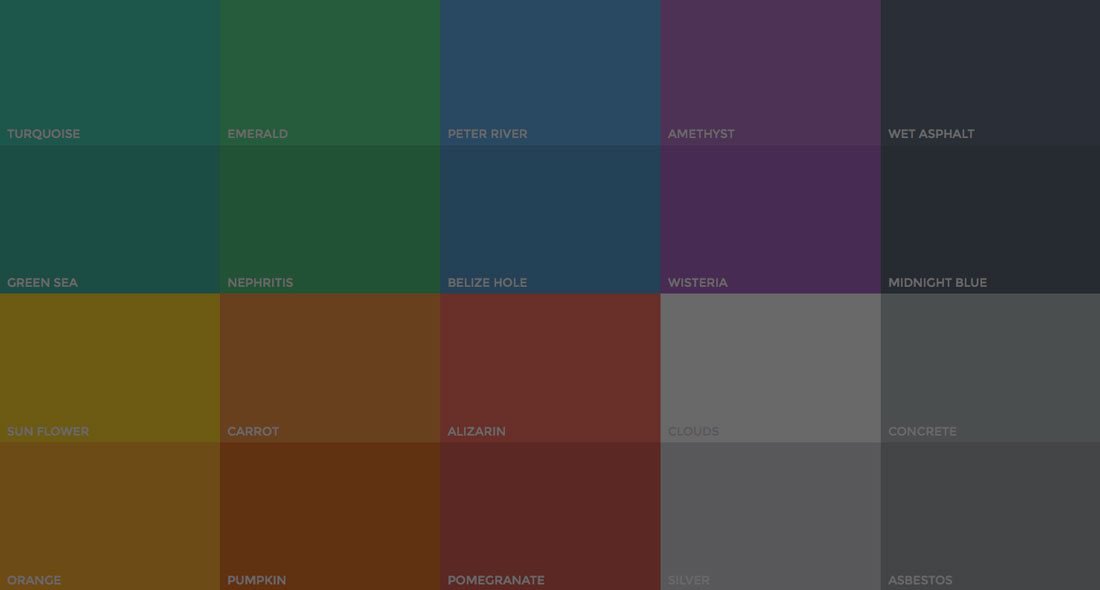 TURQUOISE
EMERALD
PETER RIVER
AMETHYST
WET ASPHALT
GREEN SEA
NEPHRITIS
BELIZE HOLE
WISTERIA
MIDNIGHT BLUE
SUN FLOWER
CARROT
ALIZARIN
CLOUDS
CONCRETE
ORANGE
PUMPKIN
POMEGRANATE
SILVER
ASBESTOS